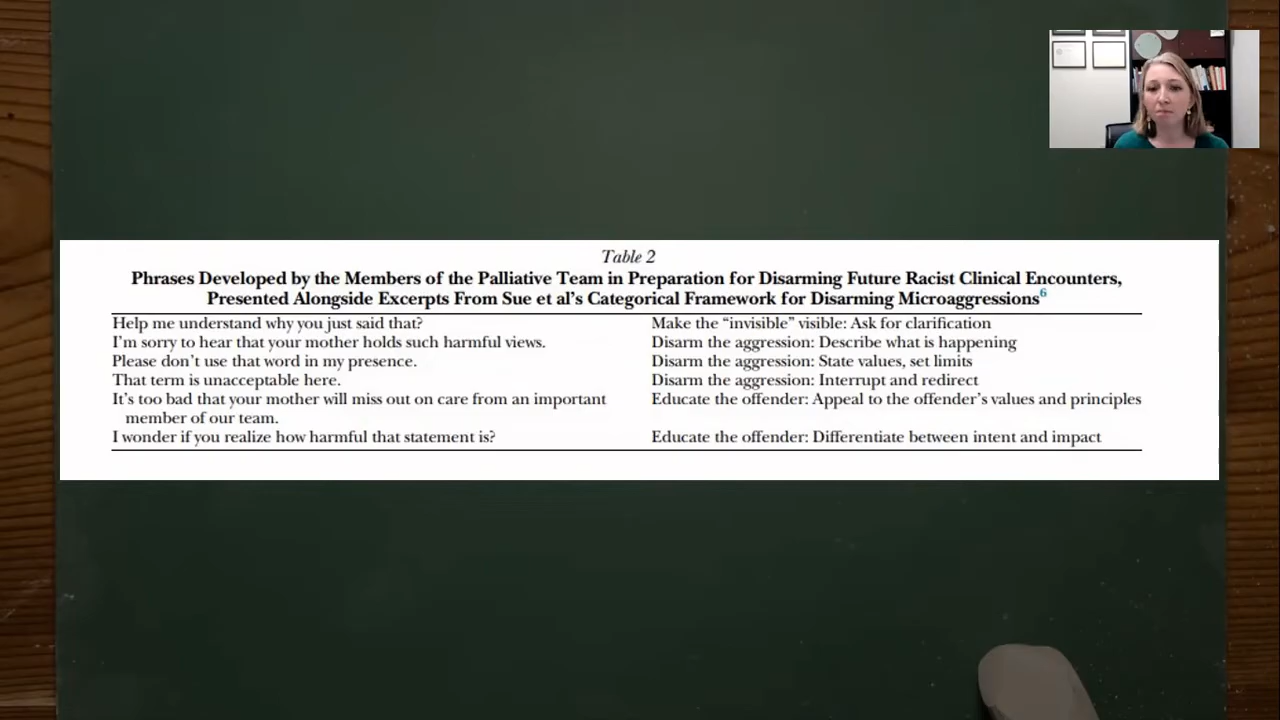 Table 2
Phrases Developed by the Members of the Palliative Team in Preparation for Disarming Future Racist Clinical Encounters,
Presented Alongside Excerpts From Sue et al’s Categorical Framework for Disarming Microaggressions6
Help me understand why you just said that? Make the “invisible” visible: Ask for clarification
I’m sorry to hear that your mother holds such harmful views. Disarm the aggression: Describe what is happening
Please don’t use that word in my presence. Disarm the aggression: State values, set limits
That term is unacceptable here. Disarm the aggression: Interrupt and redirect
It’s too bad that your mother will miss out on care from an important Educate the offender: Appeal to the offender’s values and principles
member of our team.
I wonder if you realize how harmful that statement is? Educate the offender: Differentiate between intent and impact